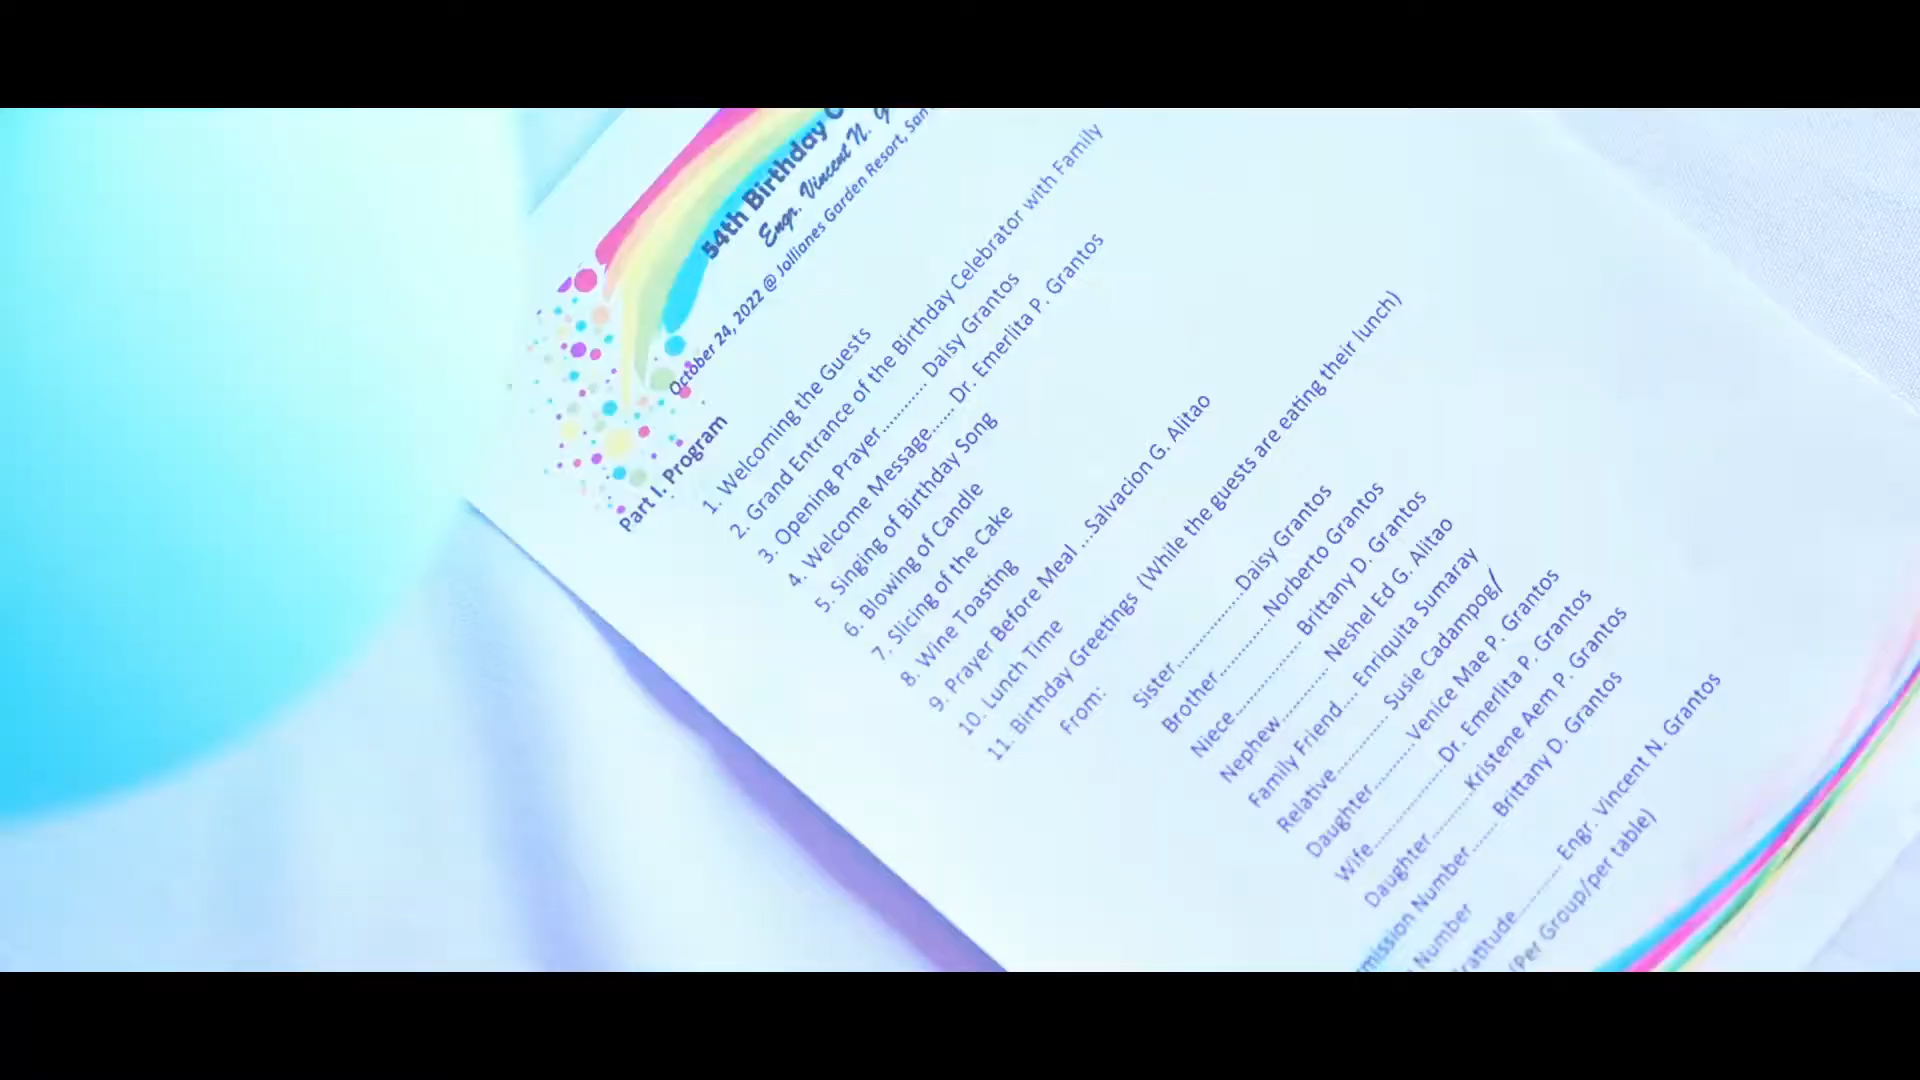 54th Birthday
Engr. Vincent N.
October 24, 2022 @ Jallianes Garden Resort, San
Part I. Program
1. Welcoming the Guests
2. Grand Entrance of the Birthday Celebrator with Family
3. Opening Prayer......... Daisy Grantos
4. Welcome Message..... Dr. Emerlita P. Grantos
5. Singing of Birthday Song
6. Blowing of Candle
7. Slicing of the Cake
8. Wine Toasting
9. Prayer Before Meal ...Salvacion G. Alitao
10. Lunch Time
11. Birthday Greetings (While the guests are eating their lunch)
From:
Sister.............. Daisy Grantos
Brother............ Norberto Grantos
Niece............... Brittany D. Grantos
Nephew............ Neshel Ed G. Alitao
Family Friend..... Enriquita Sumaray
Relative............ Susie Cadampog/
Daughter.......... Venice Mae P. Grantos
Wife................. Dr. Emerlita P. Grantos
Daughter.......... Kristene Aem P. Grantos
Number....... Brittany D. Grantos
Number
.......... Engr. Vincent N. Grantos
(Per Group/per table)